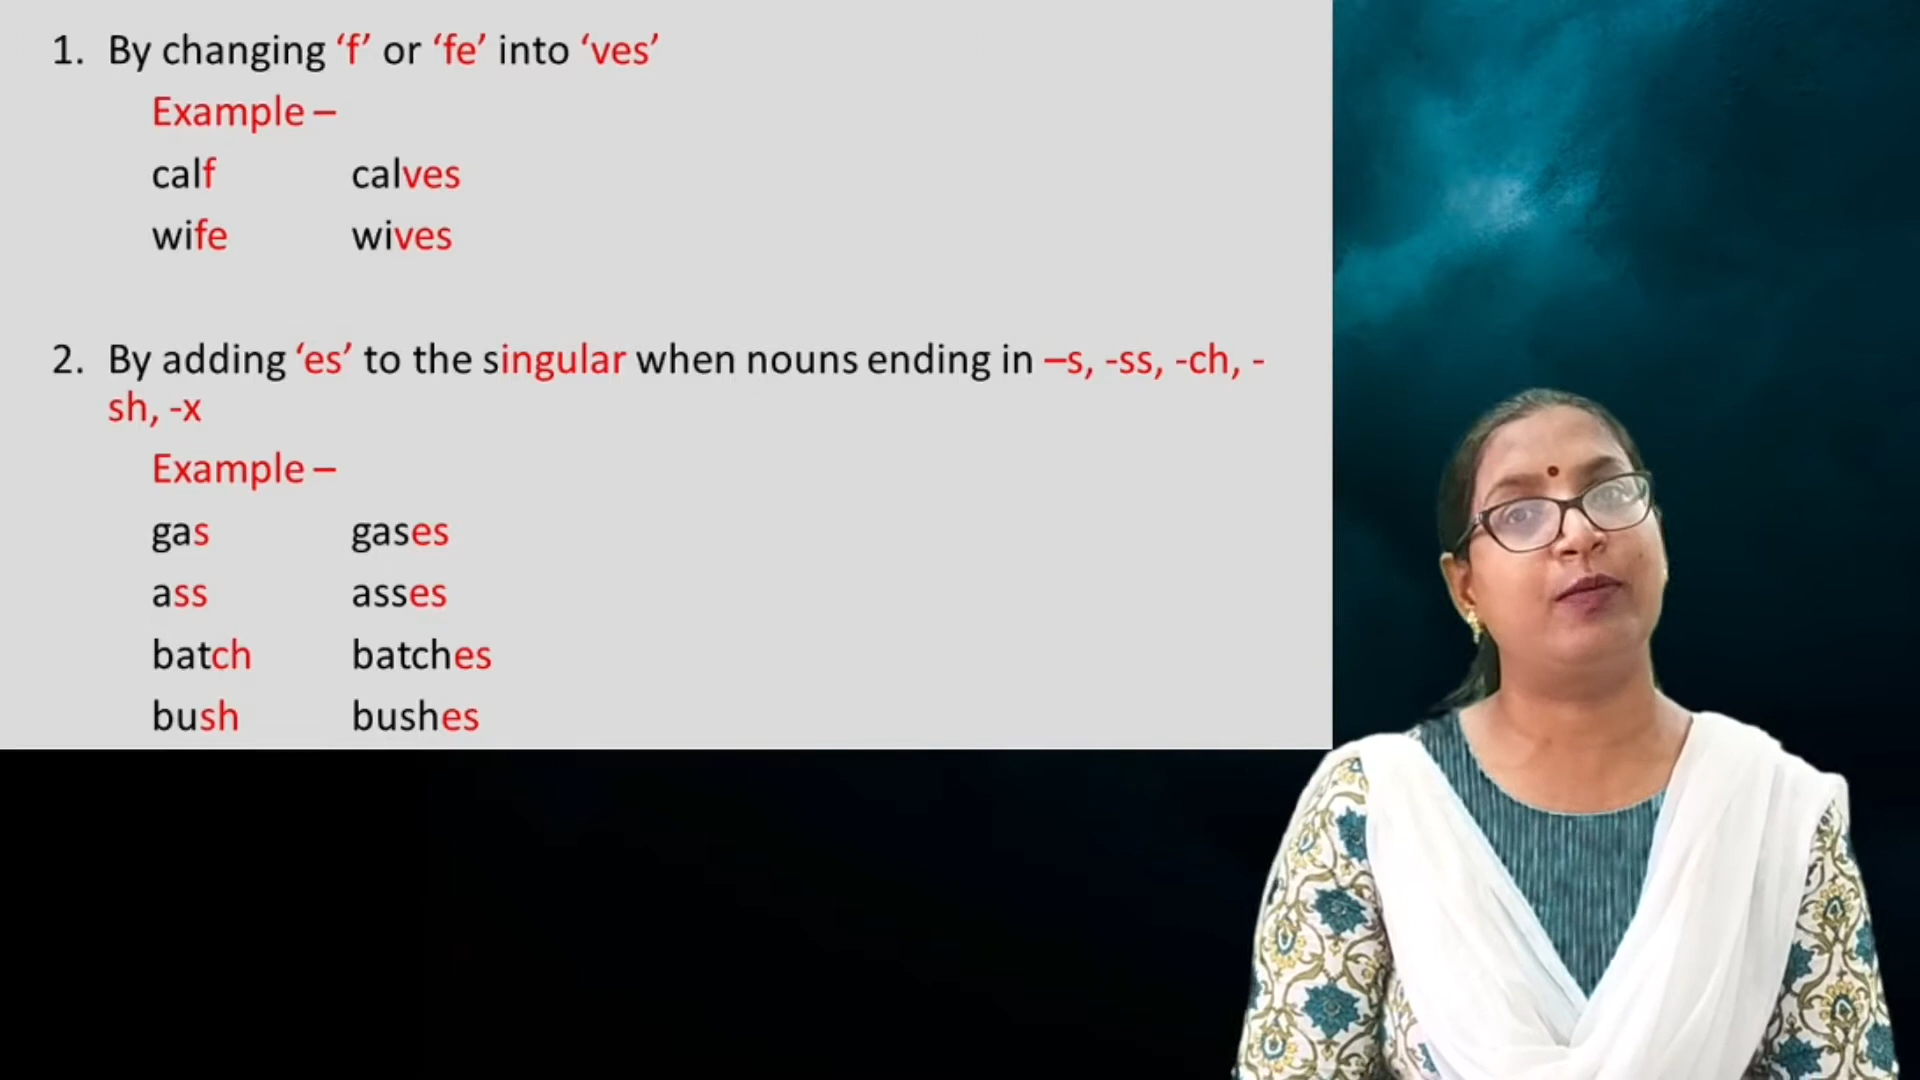 1. By changing ‘f’ or ‘fe’ into ‘ves’
Example –
calf calves
wife wives
2. By adding ‘es’ to the singular when nouns ending in –s, -ss, -ch, -
sh, -x
Example –
gas gases
ass asses
batch batches
bush bushes